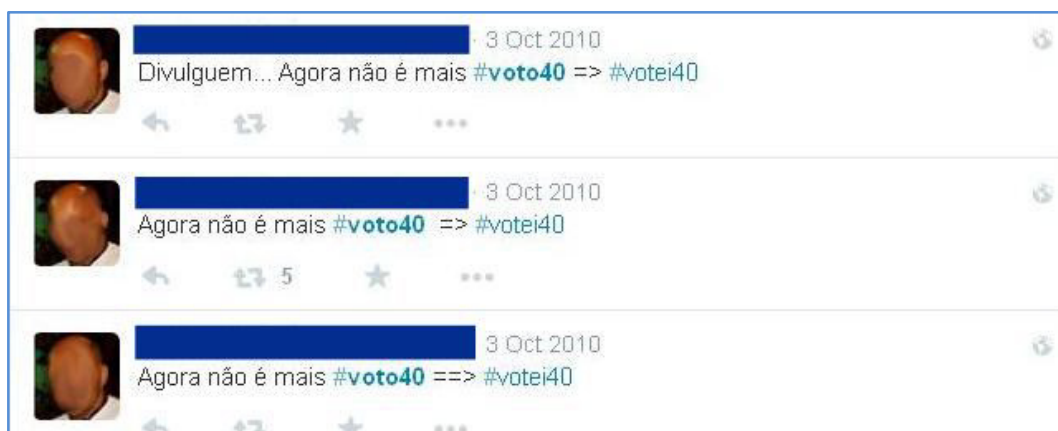 · 3 Oct 2010
Divulguem... Agora não é mais #voto40 => #votei40
· 3 Oct 2010
Agora não é mais #voto40 => #votei40
5
3 Oct 2010
Agora não é mais #voto40 ==> #votei40